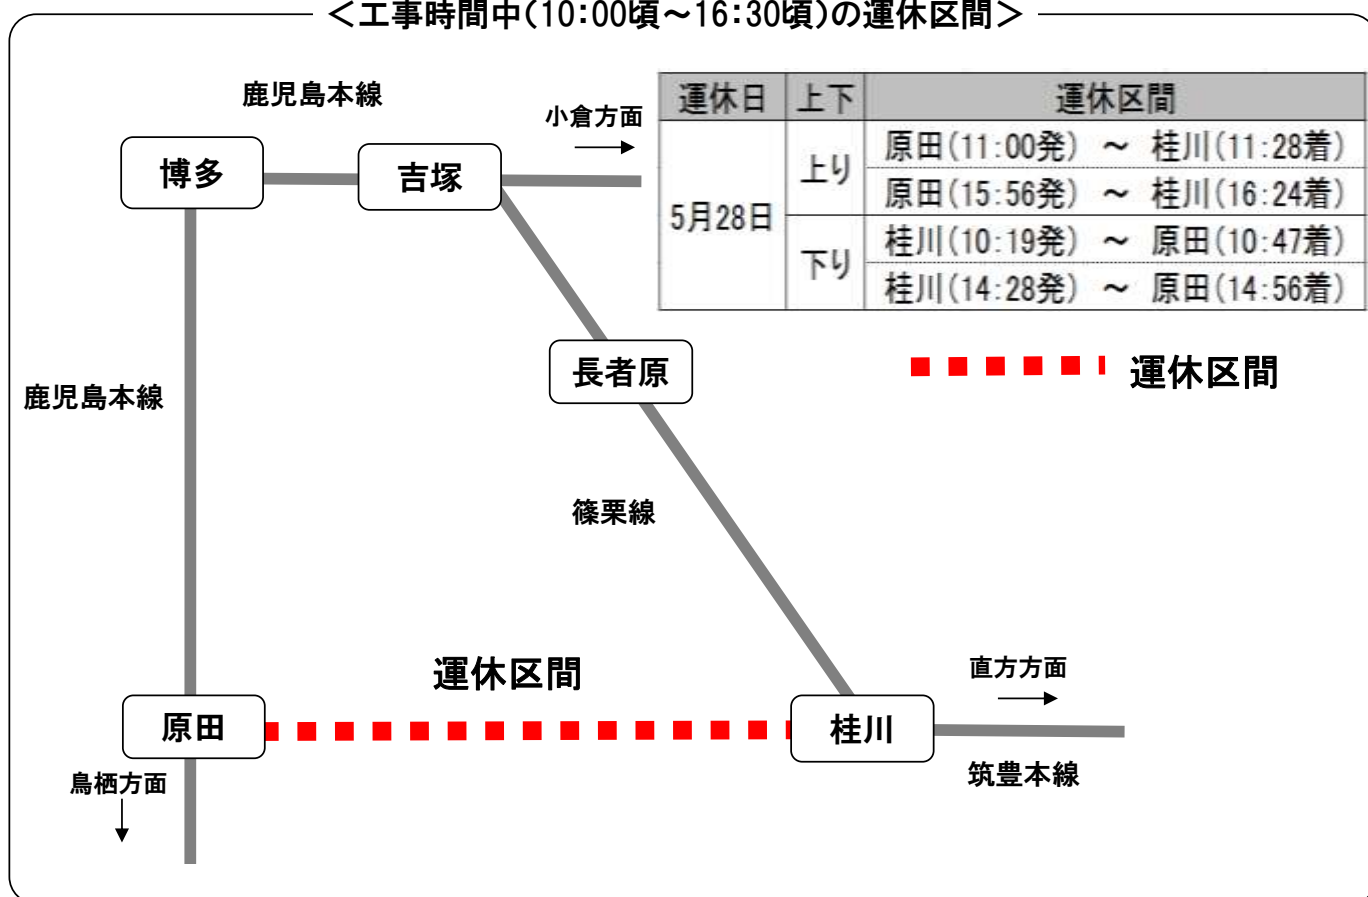 ＜工事時間中(10:00頃～16:30頃)の運休区間＞
鹿児島本線
小倉方面
博多
吉塚
運休日 上下 運休区間
5月28日
上り
原田(11:00発) ～ 桂川(11:28着)
原田(15:56発) ～ 桂川(16:24着)
下り
桂川(10:19発) ～ 原田(10:47着)
桂川(14:28発) ～ 原田(14:56着)
長者原
運休区間
鹿児島本線
篠栗線
運休区間
直方方面
原田
桂川
鳥栖方面
筑豊本線